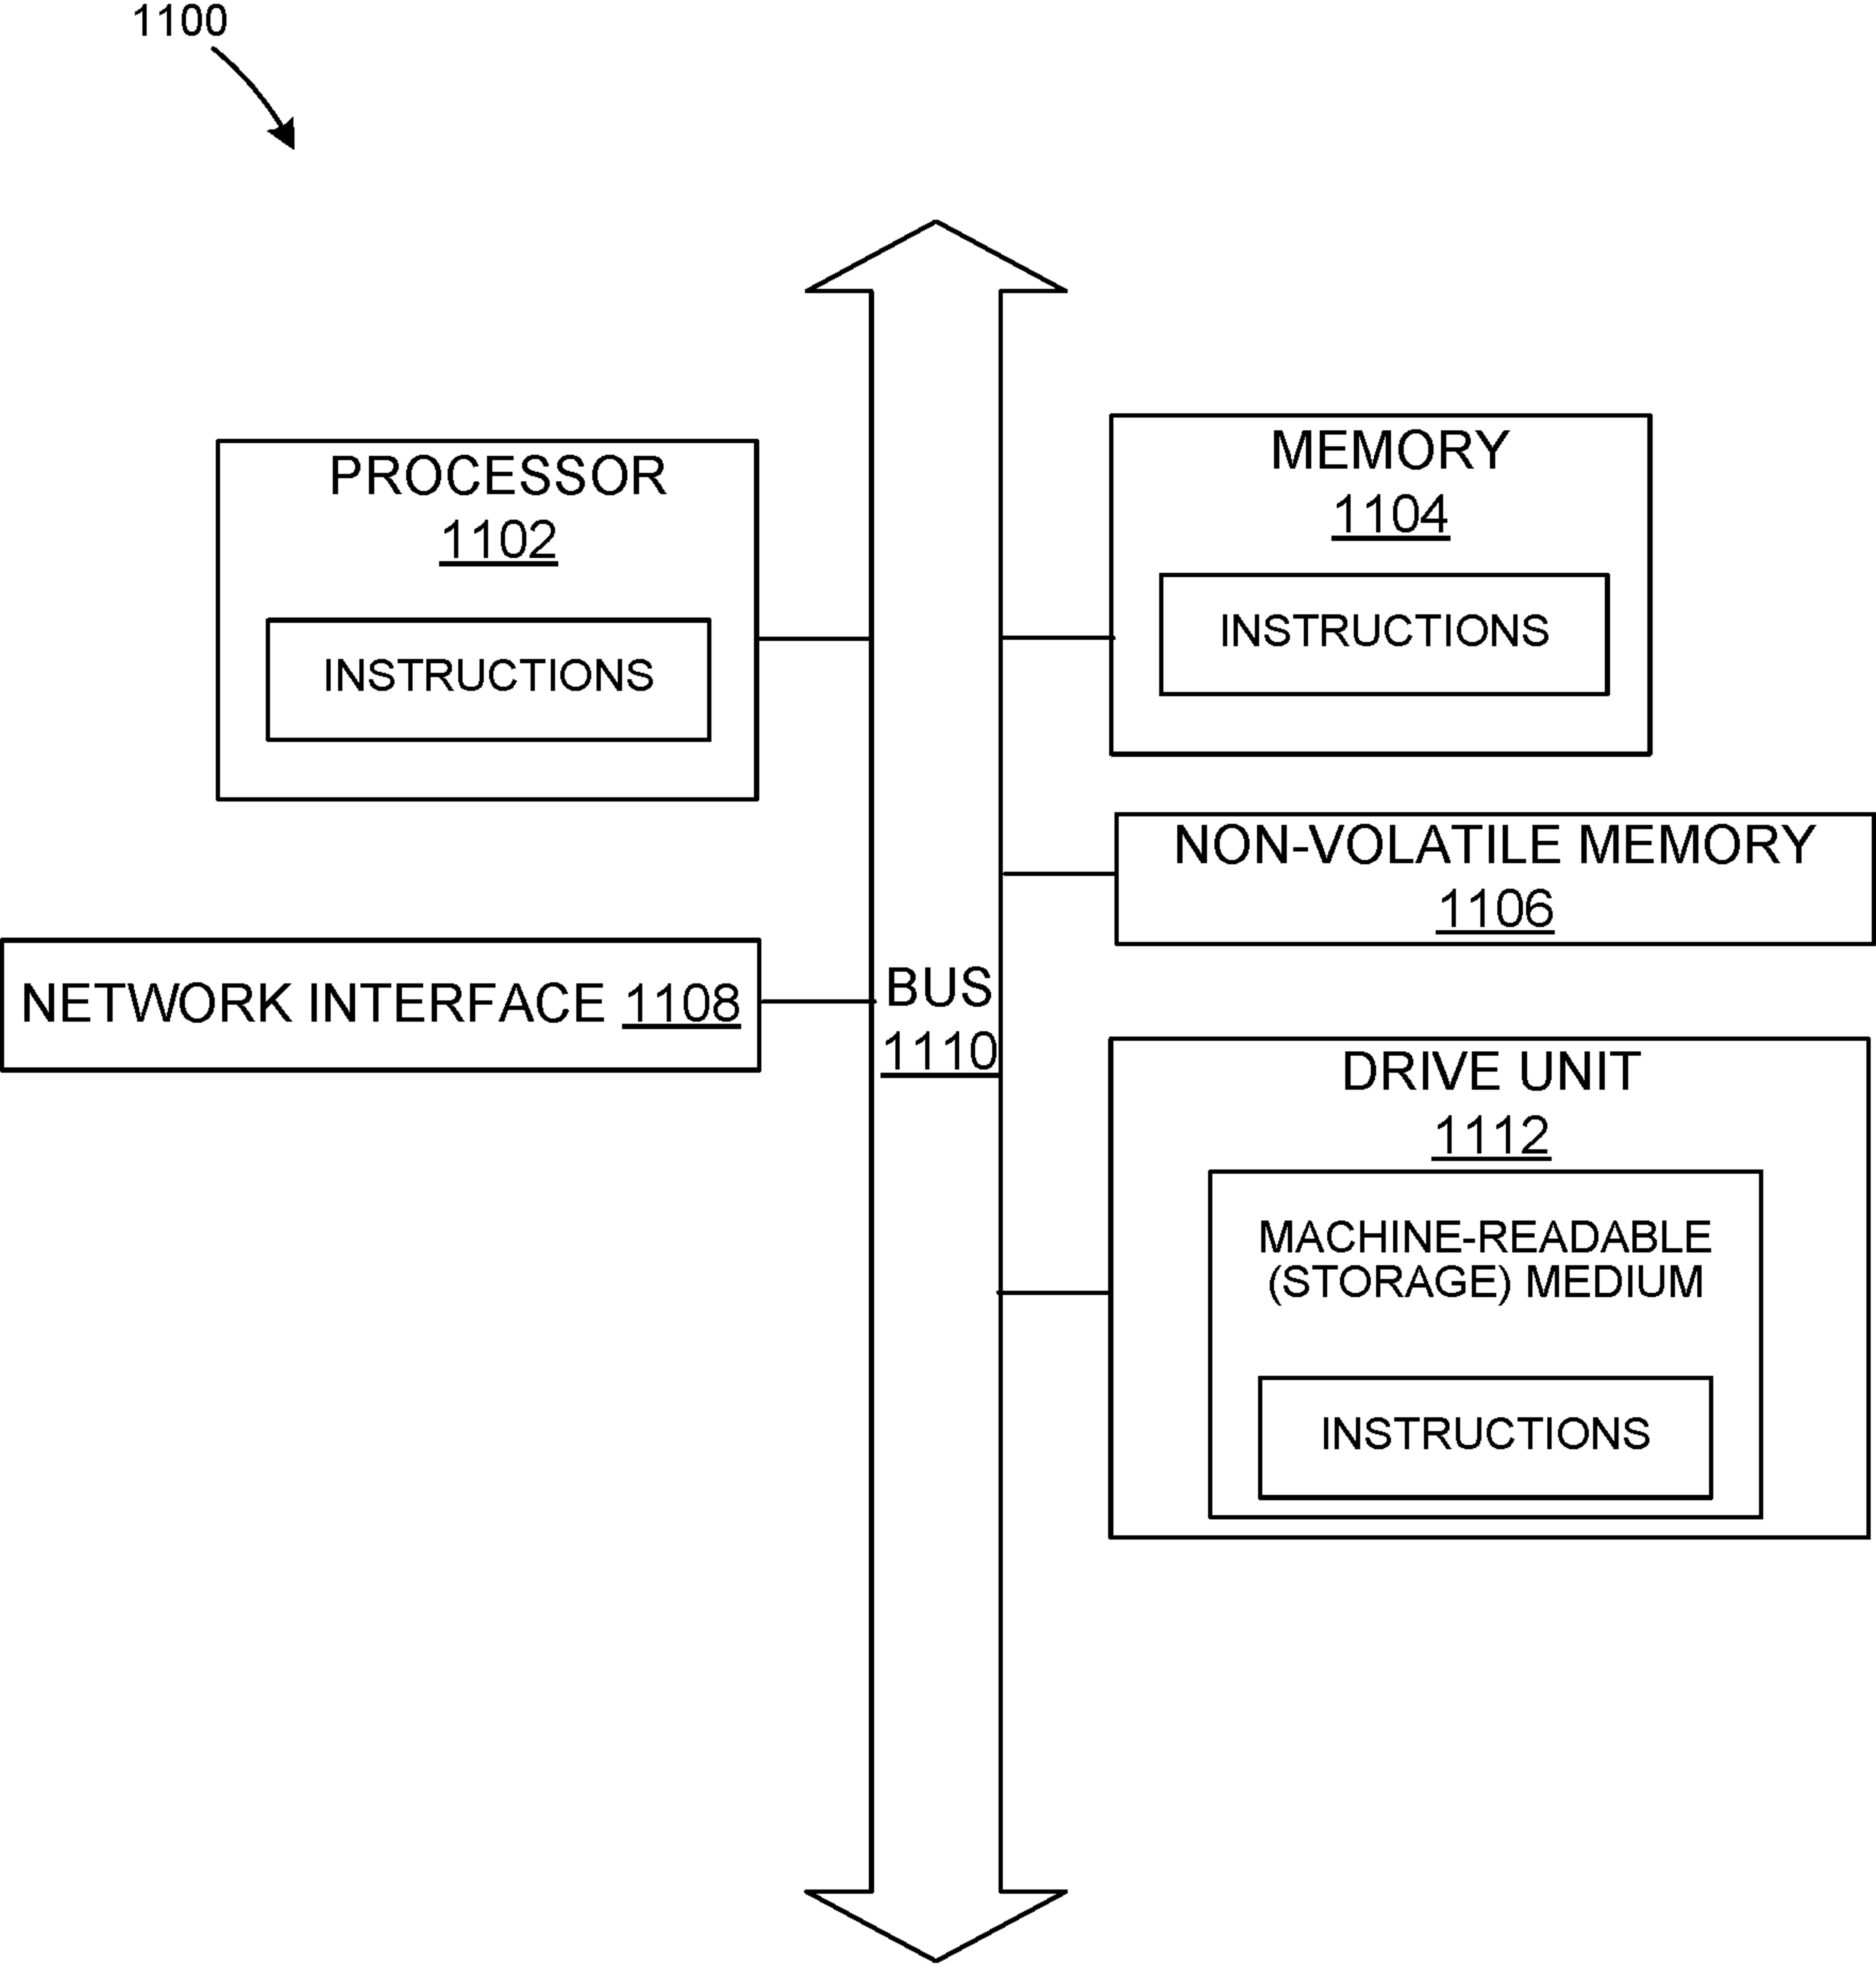 1100
PROCESSOR
1102
INSTRUCTIONS
MEMORY
1104
INSTRUCTIONS
NON-VOLATILE MEMORY
1106
NETWORK INTERFACE 1108
BUS
1110
DRIVE UNIT
1112
MACHINE-READABLE
(STORAGE) MEDIUM
INSTRUCTIONS